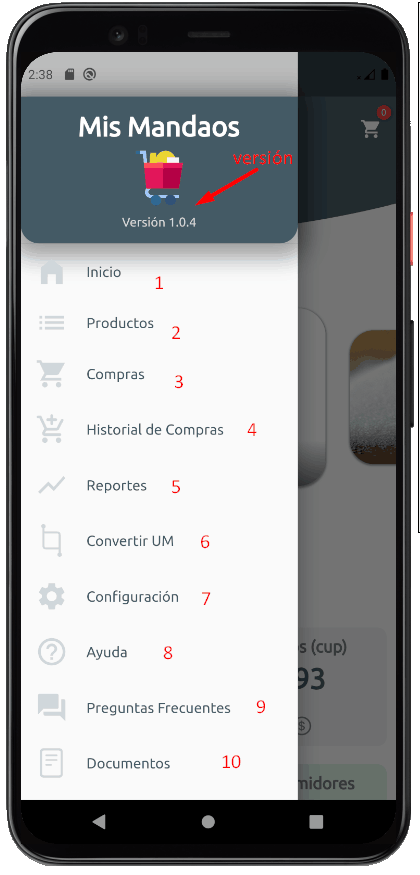 2:38
Mis Mandaos
0
versión
Versión 1.0.4
Inicio 1
Productos 2
Compras 3
Historial de Compras 4
Reportes 5
Convertir UM 6
Configuración 7
s (cup)
Ayuda 8
93
Preguntas Frecuentes 9
$
Documentos 10
midores